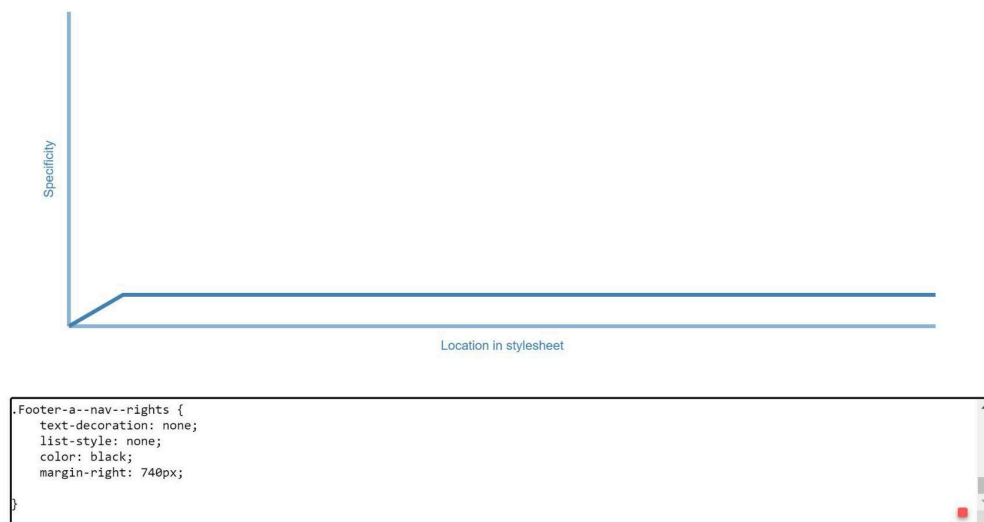 Specificity
Location in stylesheet
.Footer-a--nav--rights {
text-decoration: none;
list-style: none;
color: black;
margin-right: 740px;
}